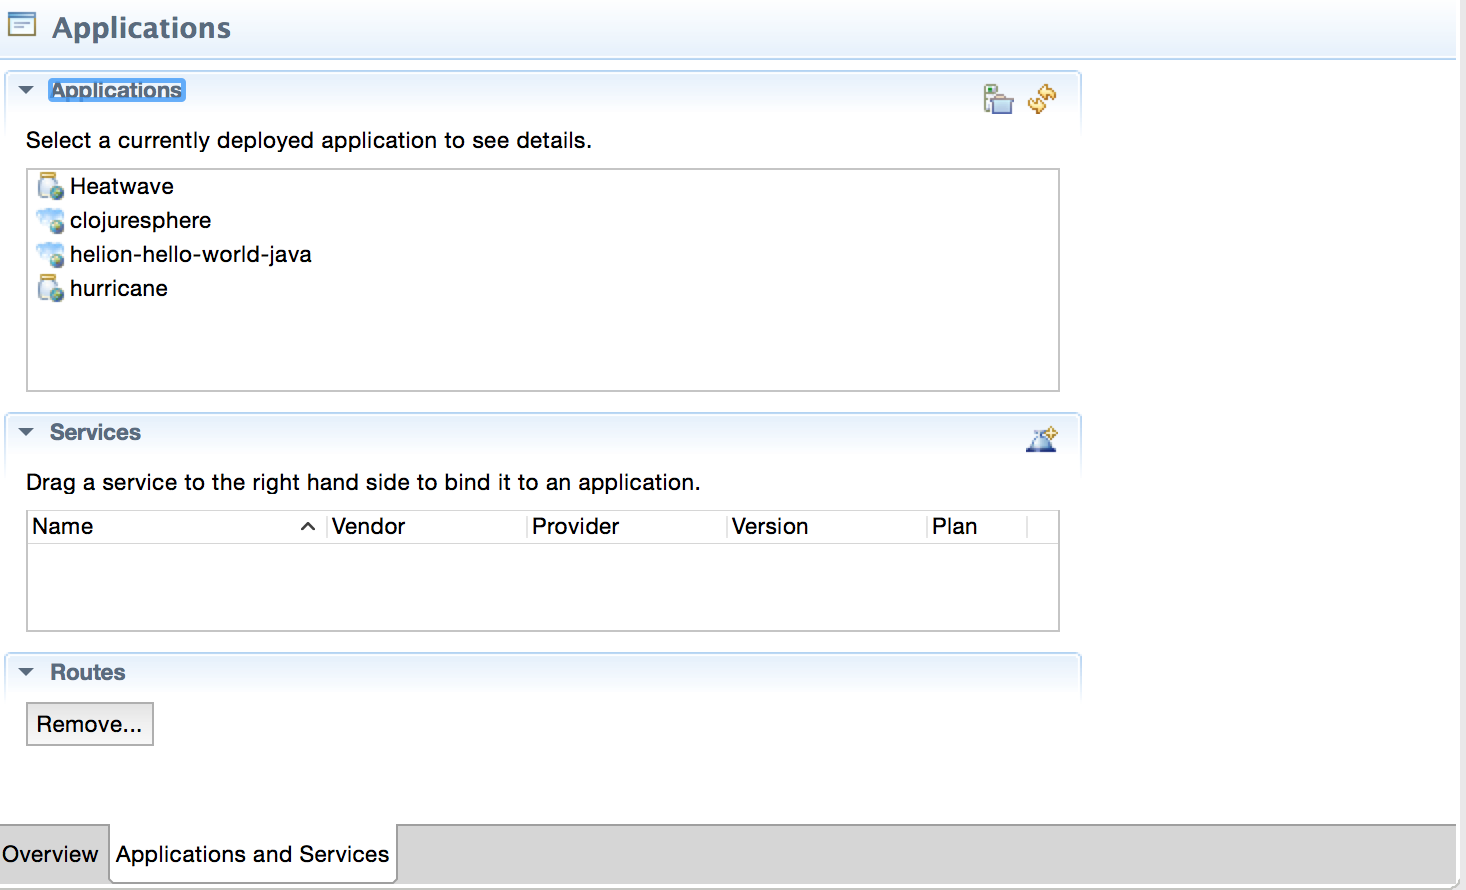 Applications
Applications
Select a currently deployed application to see details.
Heatwave
clojuresphere
helion-hello-world-java
hurricane
Services
Drag a service to the right hand side to bind it to an application.
Name Vendor Provider Version Plan
Routes
Remove...
Overview Applications and Services